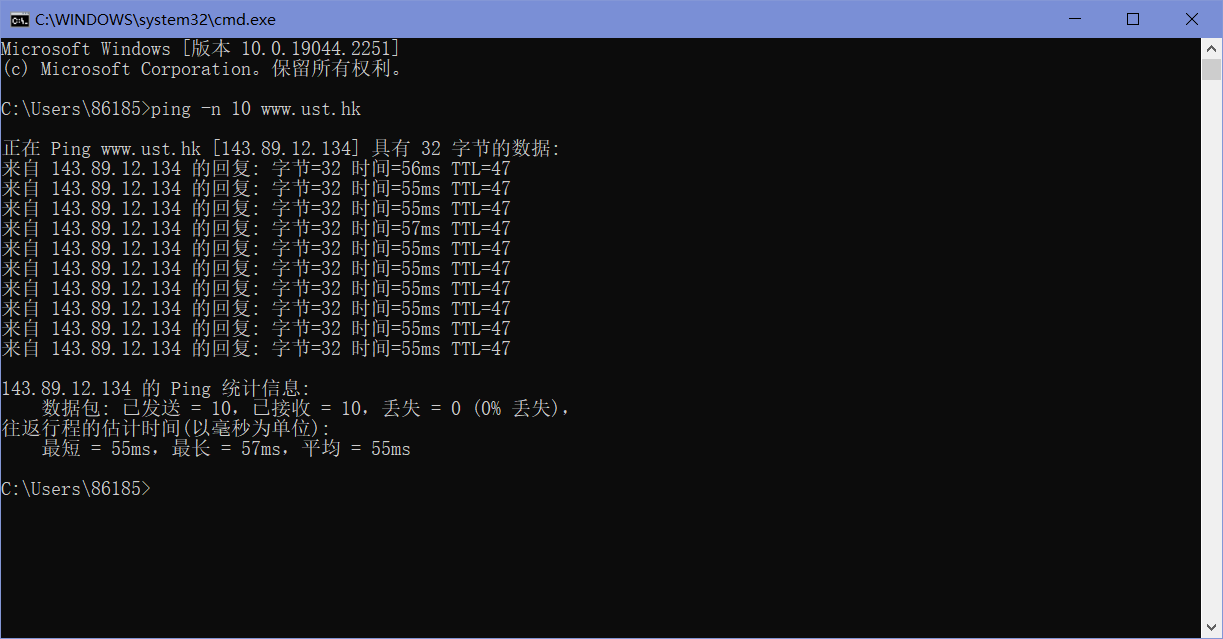 C:\WINDOWS\system32\cmd.exe
Microsoft Windows [版本 10.0.19044.2251]
(c) Microsoft Corporation。保留所有权利。
C:\Users\86185>ping -n 10 www.ust.hk
正在 Ping www.ust.hk [143.89.12.134] 具有 32 字节的数据:
来自 143.89.12.134 的回复: 字节=32 时间=56ms TTL=47
来自 143.89.12.134 的回复: 字节=32 时间=55ms TTL=47
来自 143.89.12.134 的回复: 字节=32 时间=55ms TTL=47
来自 143.89.12.134 的回复: 字节=32 时间=57ms TTL=47
来自 143.89.12.134 的回复: 字节=32 时间=55ms TTL=47
来自 143.89.12.134 的回复: 字节=32 时间=55ms TTL=47
来自 143.89.12.134 的回复: 字节=32 时间=55ms TTL=47
来自 143.89.12.134 的回复: 字节=32 时间=55ms TTL=47
来自 143.89.12.134 的回复: 字节=32 时间=55ms TTL=47
来自 143.89.12.134 的回复: 字节=32 时间=55ms TTL=47
143.89.12.134 的 Ping 统计信息:
数据包: 已发送 = 10，已接收 = 10，丢失 = 0 (0% 丢失)，
往返行程的估计时间(以毫秒为单位):
最短 = 55ms，最长 = 57ms，平均 = 55ms
C:\Users\86185>